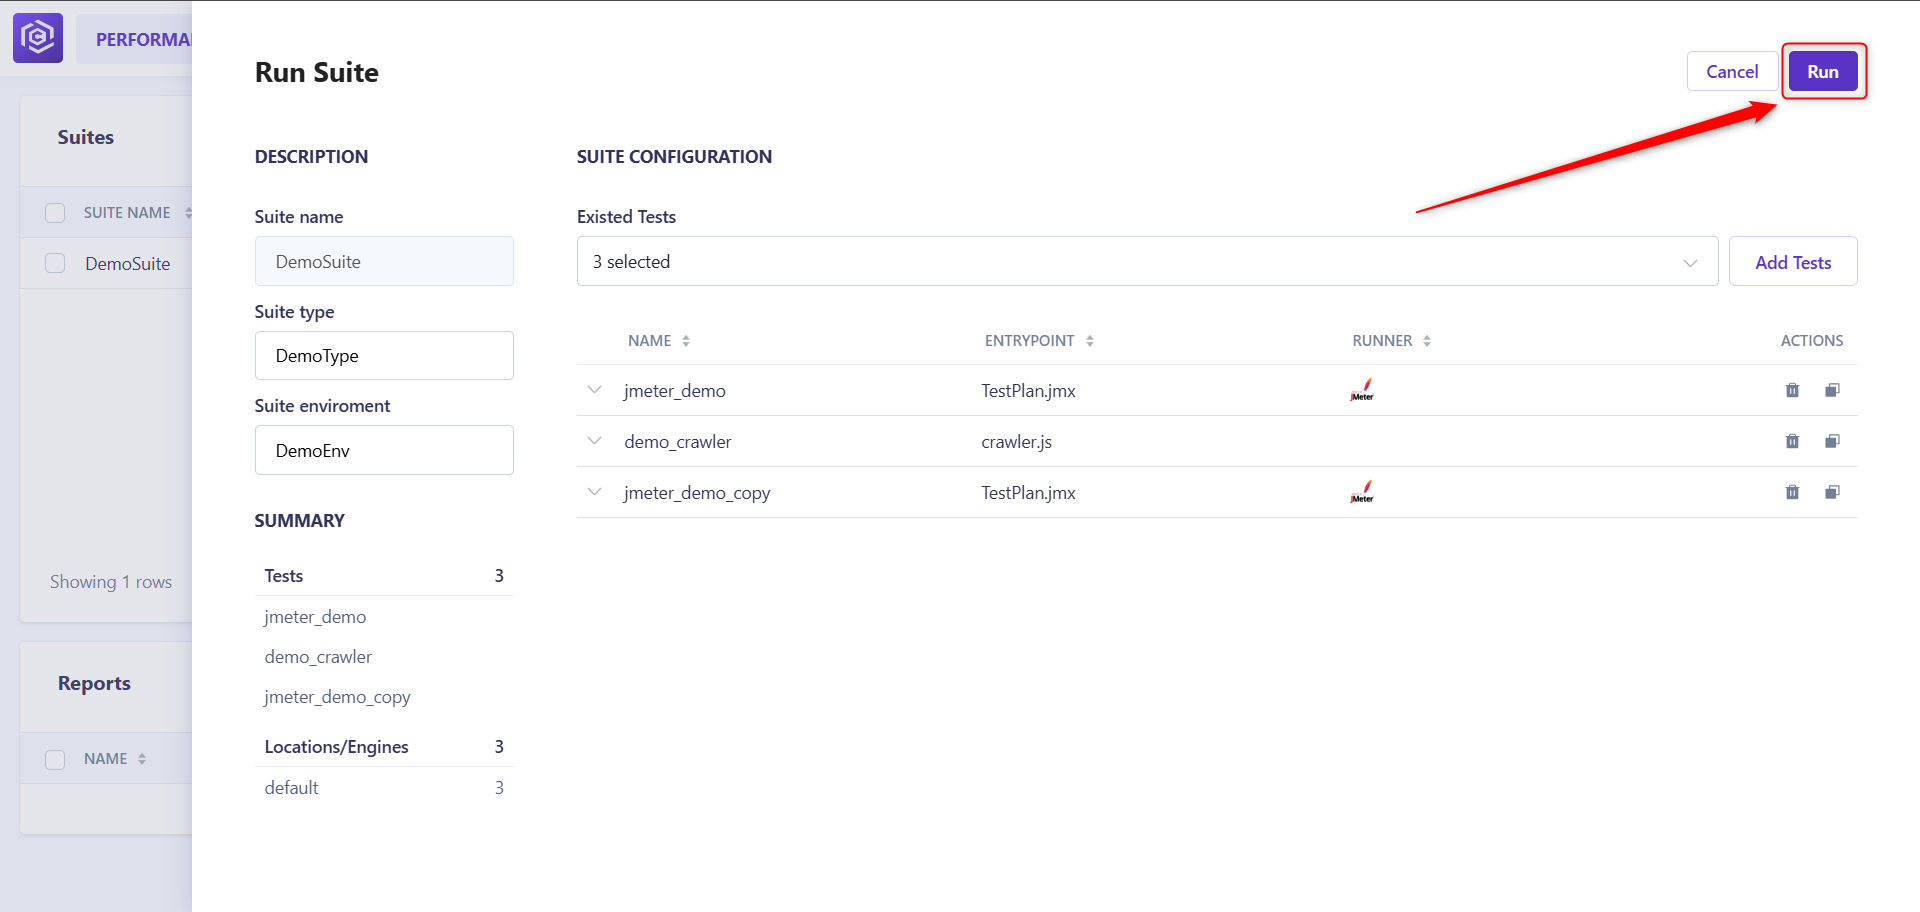 PERFORMA
Run Suite
Cancel
Run
Suites
DESCRIPTION
SUITE CONFIGURATION
SUITE NAME
Suite name
Existed Tests
DemoSuite
DemoSuite
3 selected
Add Tests
Suite type
DemoType
NAME
ENTRYPOINT
RUNNER
ACTIONS
jmeter_demo
TestPlan.jmx
JMeter
Suite enviroment
DemoEnv
demo_crawler
crawler.js
jmeter_demo_copy
TestPlan.jmx
JMeter
SUMMARY
Tests 3
jmeter_demo
demo_crawler
jmeter_demo_copy
Locations/Engines 3
default 3
Showing 1 rows
Reports
NAME